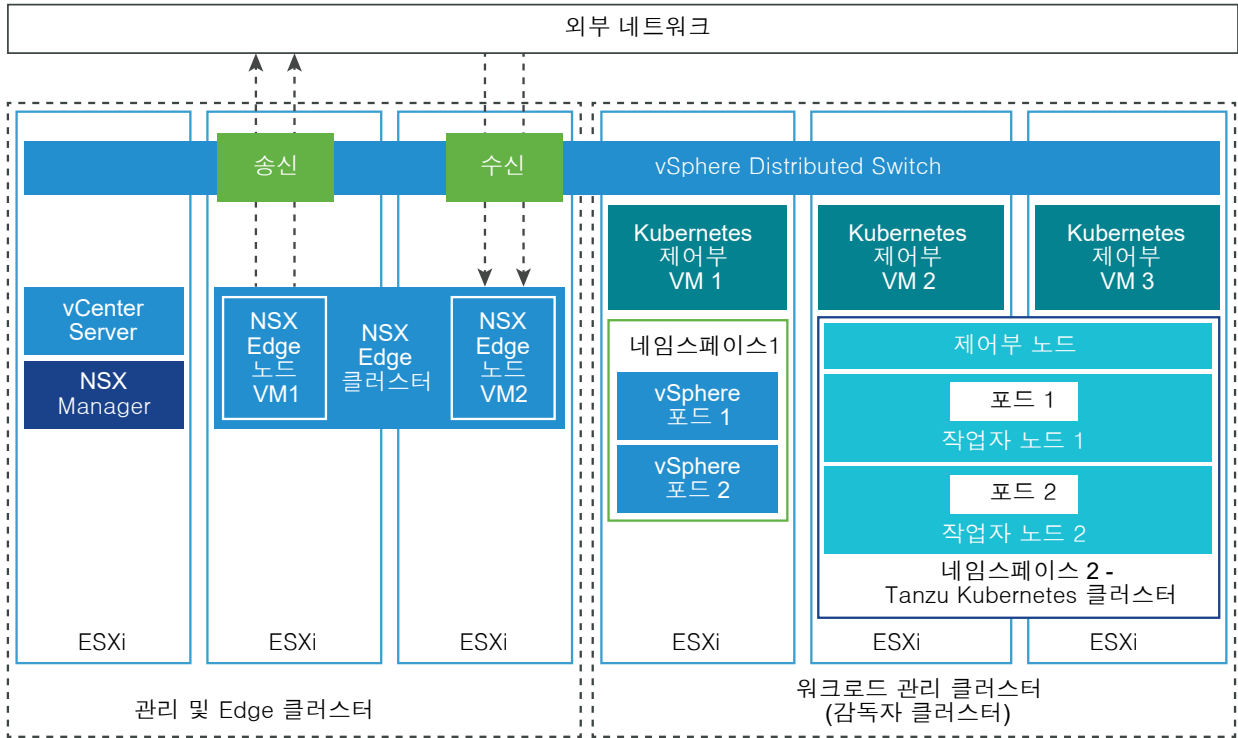 외부 네트워크
송신
수신
vSphere Distributed Switch
vCenter
Server
NSX
Manager
NSX
Edge
노드
VM1
NSX
Edge
클러스터
NSX
Edge
노드
VM2
Kubernetes
제어부
VM 1
Kubernetes
제어부
VM 2
Kubernetes
제어부
VM 3
네임스페이스1
vSphere
포드 1
vSphere
포드 2
제어부 노드
포드 1
작업자 노드 1
포드 2
작업자 노드 2
네임스페이스 2 -
Tanzu Kubernetes 클러스터
ESXi
ESXi
ESXi
ESXi
ESXi
ESXi
관리 및 Edge 클러스터
워크로드 관리 클러스터
(감독자 클러스터)